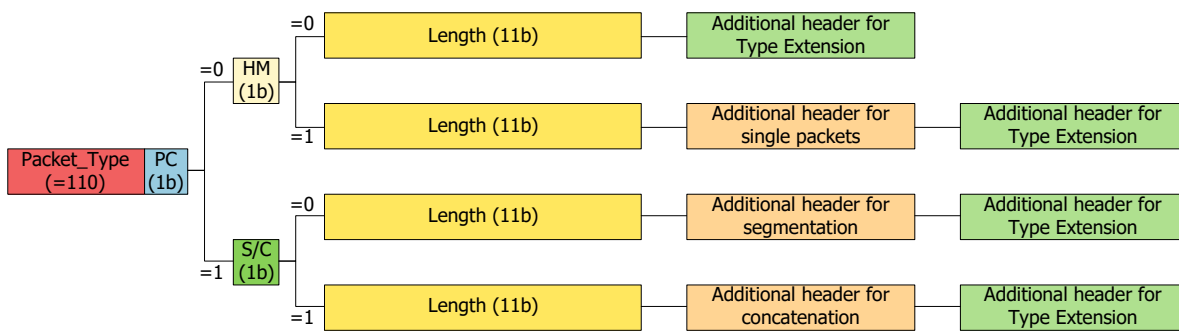 =0
Length (11b)
Additional header for
Type Extension
=0
HM
(1b)
=1
Length (11b)
Additional header for
single packets
Additional header for
Type Extension
Packet_Type
(=110)
PC
(1b)
=0
Length (11b)
Additional header for
segmentation
Additional header for
Type Extension
=1
S/C
(1b)
=1
Length (11b)
Additional header for
concatenation
Additional header for
Type Extension